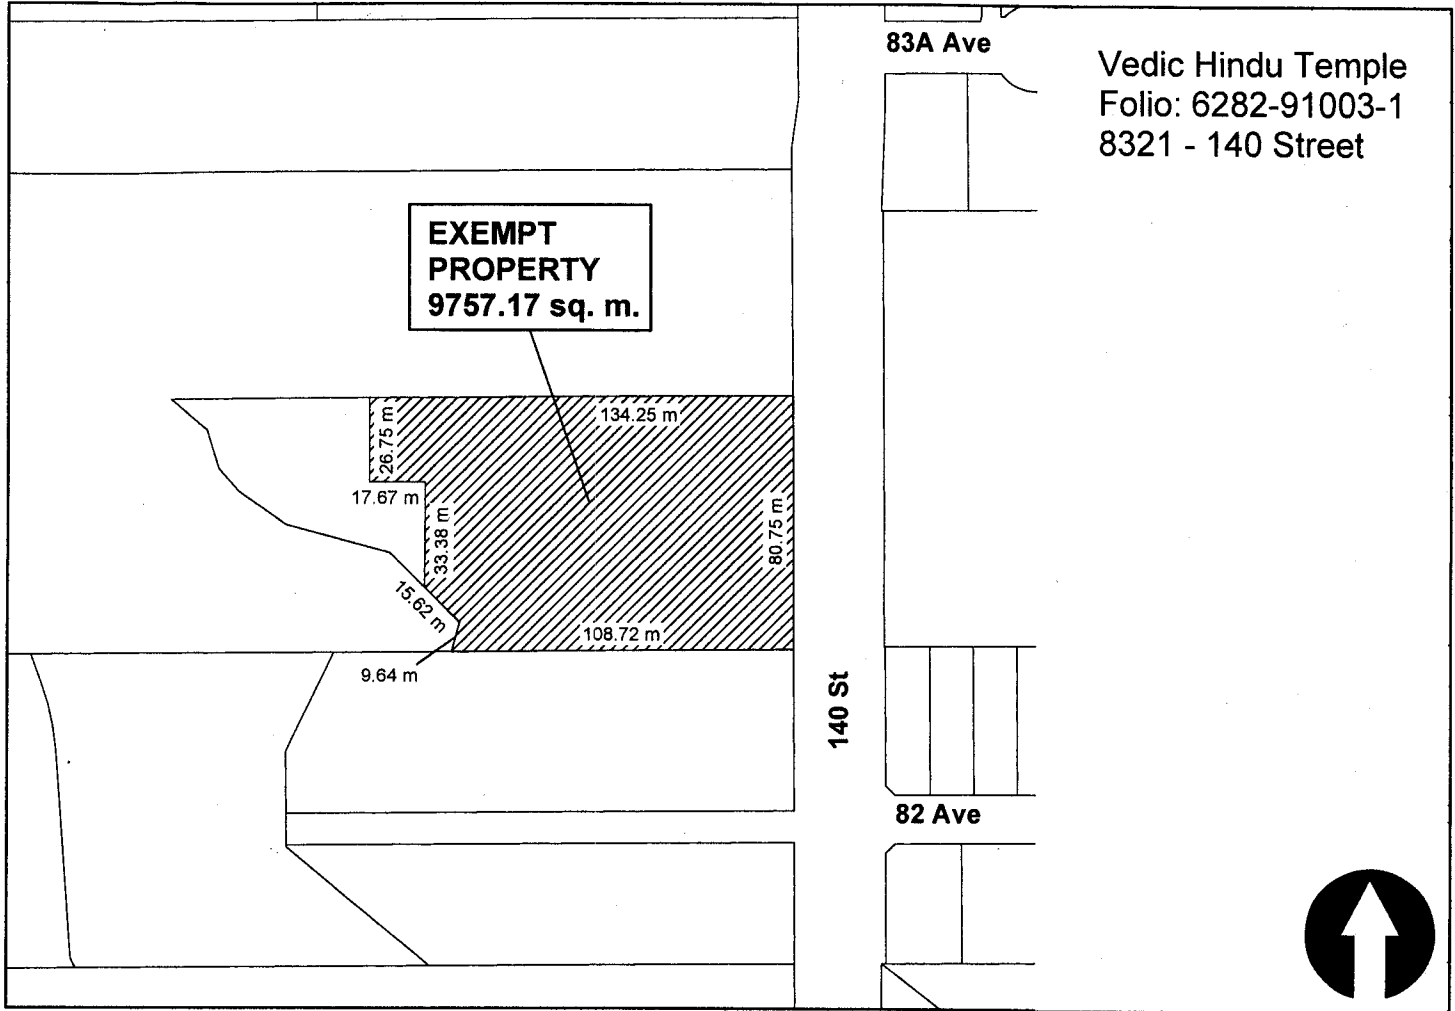 83A Ave
Vedic Hindu Temple
Folio: 6282-91003-1
8321 - 140 Street
EXEMPT
PROPERTY
9757.17 sq. m.
134.25 m
26.75 m
17.67 m
33.38 m
80.75 m
15.62 m
108.72 m
9.64 m
140 St
82 Ave